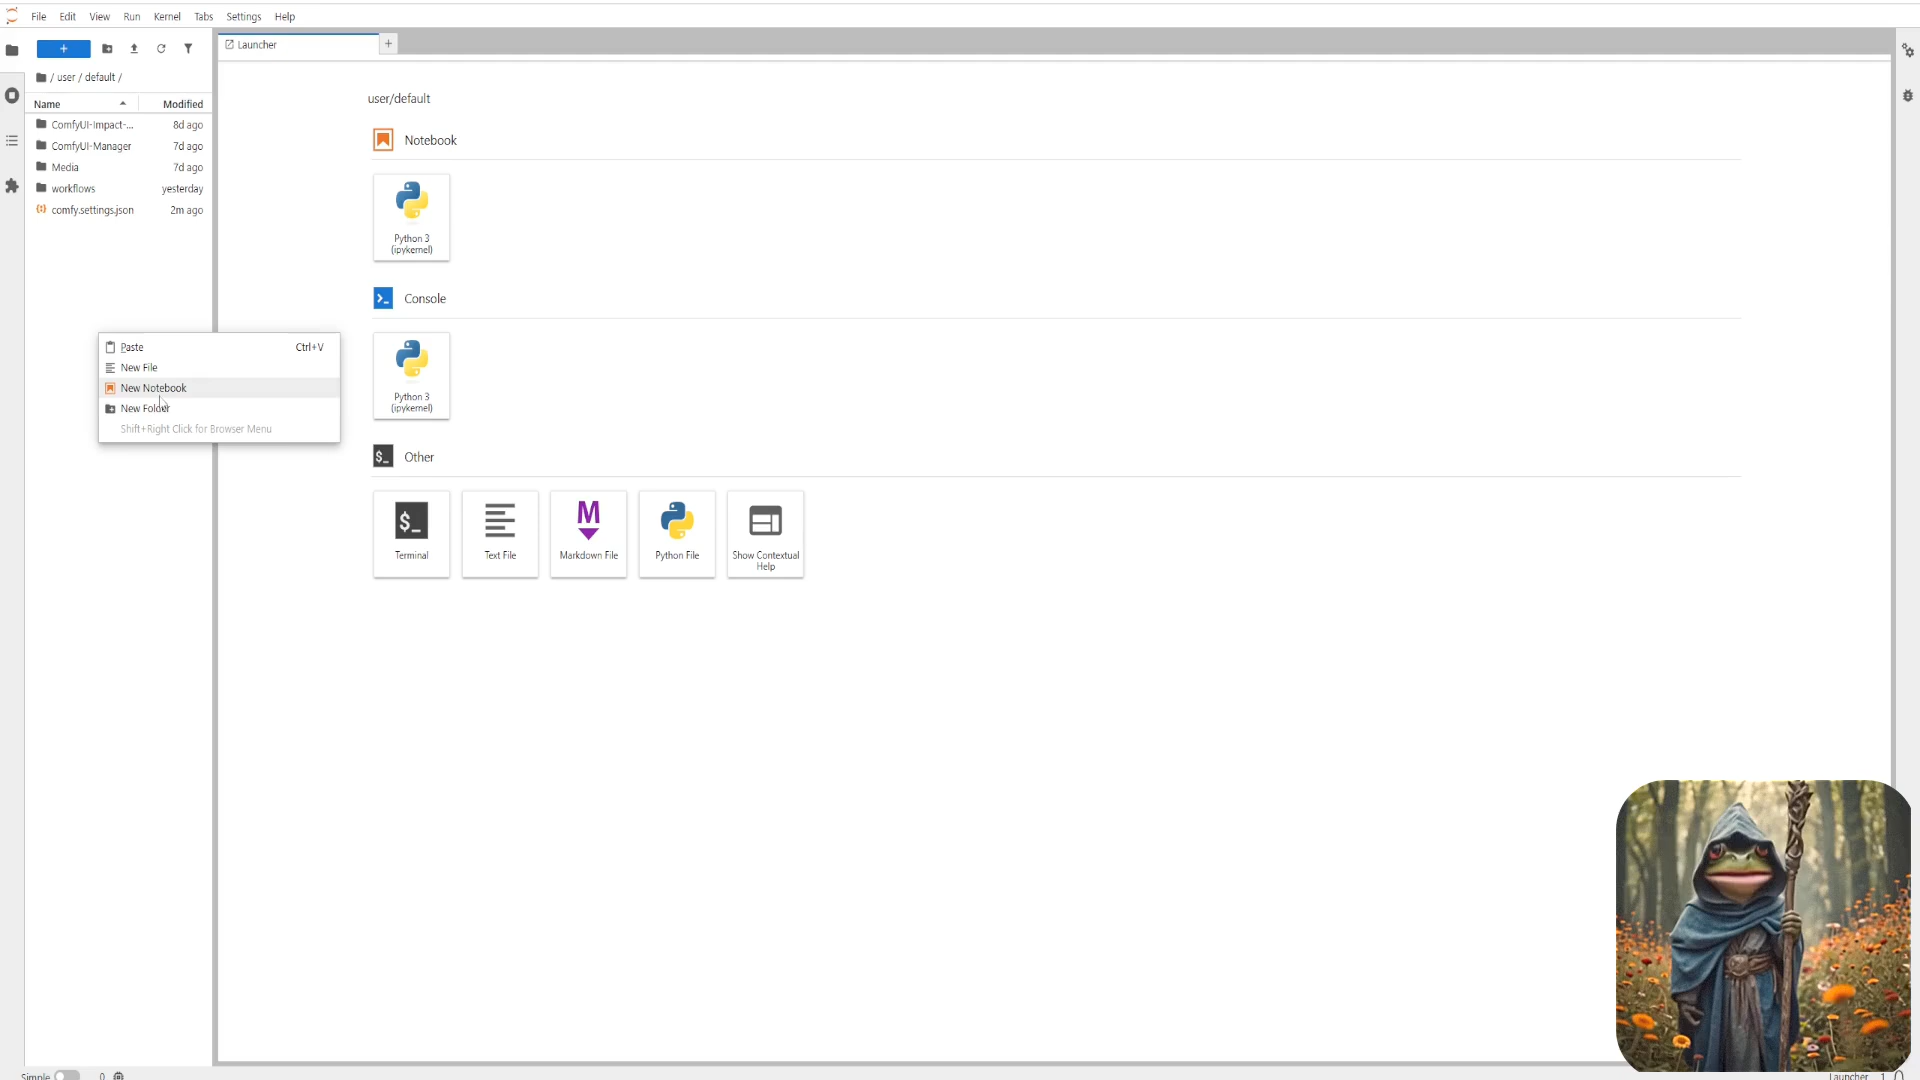 File Edit View Run Kernel Tabs Settings Help
+
Launcher
+
/ user / default /
Name Modified
ComfyUI-Impact-... 8d ago
ComfyUI-Manager 7d ago
Media 7d ago
workflows yesterday
comfy.settings.json 2m ago
Paste Ctrl+V
New File
New Notebook
New Folder
Shift+Right Click for Browser Menu
user/default
Notebook
Python 3
(ipykernel)
Console
Python 3
(ipykernel)
$_ Other
$_
Terminal
Text File
M
Markdown File
Python File
Show Contextual
Help
Simple 0
Launcher 1